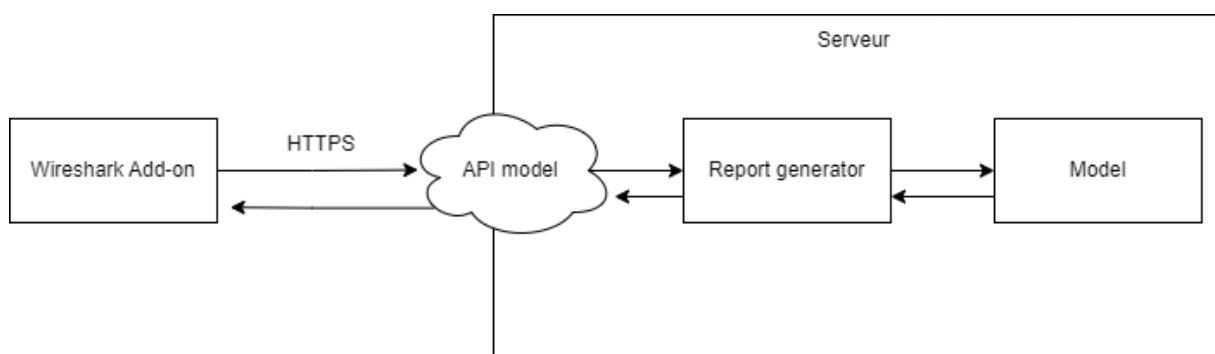 Serveur
HTTPS
Wireshark Add-on
API model
Report generator
Model